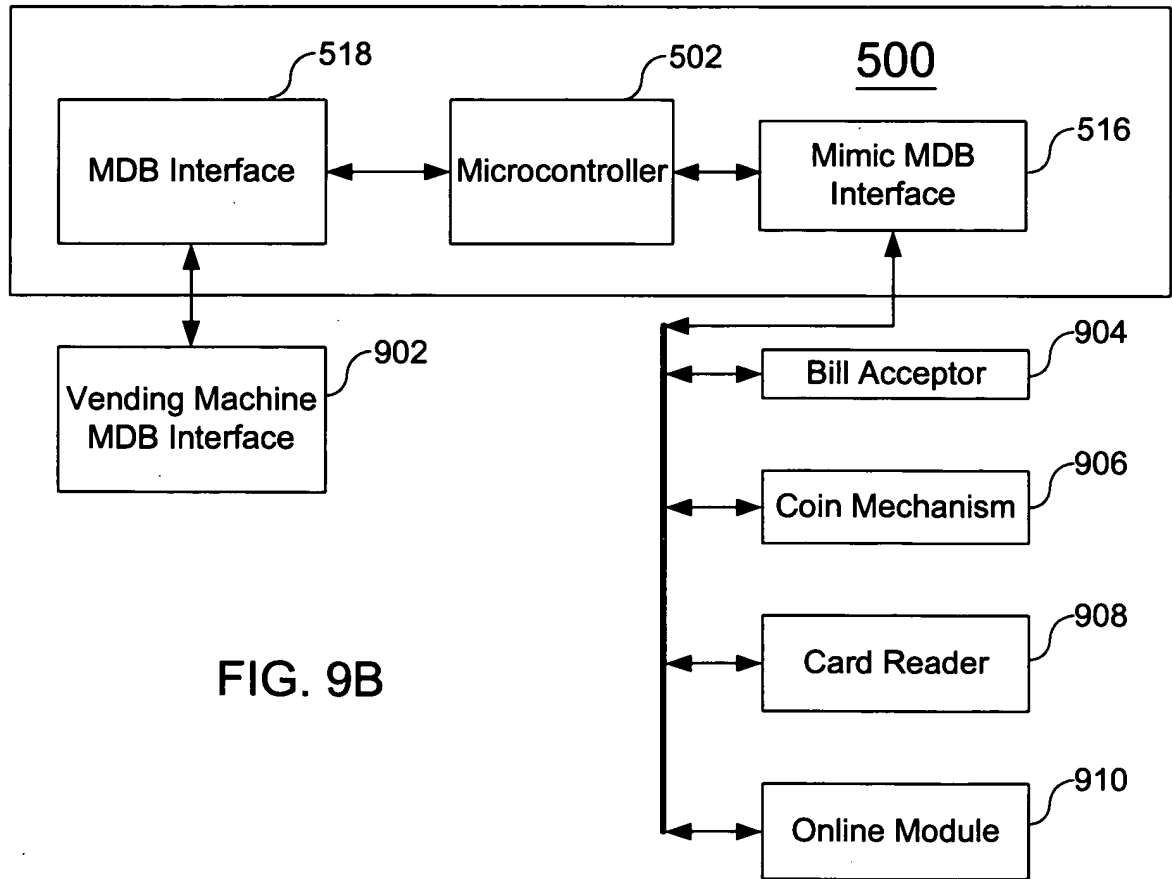 518
502
500
516
MDB Interface
Microcontroller
Mimic MDB
Interface
902
Vending Machine
MDB Interface
904
Bill Acceptor
906
Coin Mechanism
908
Card Reader
910
Online Module
FIG. 9B